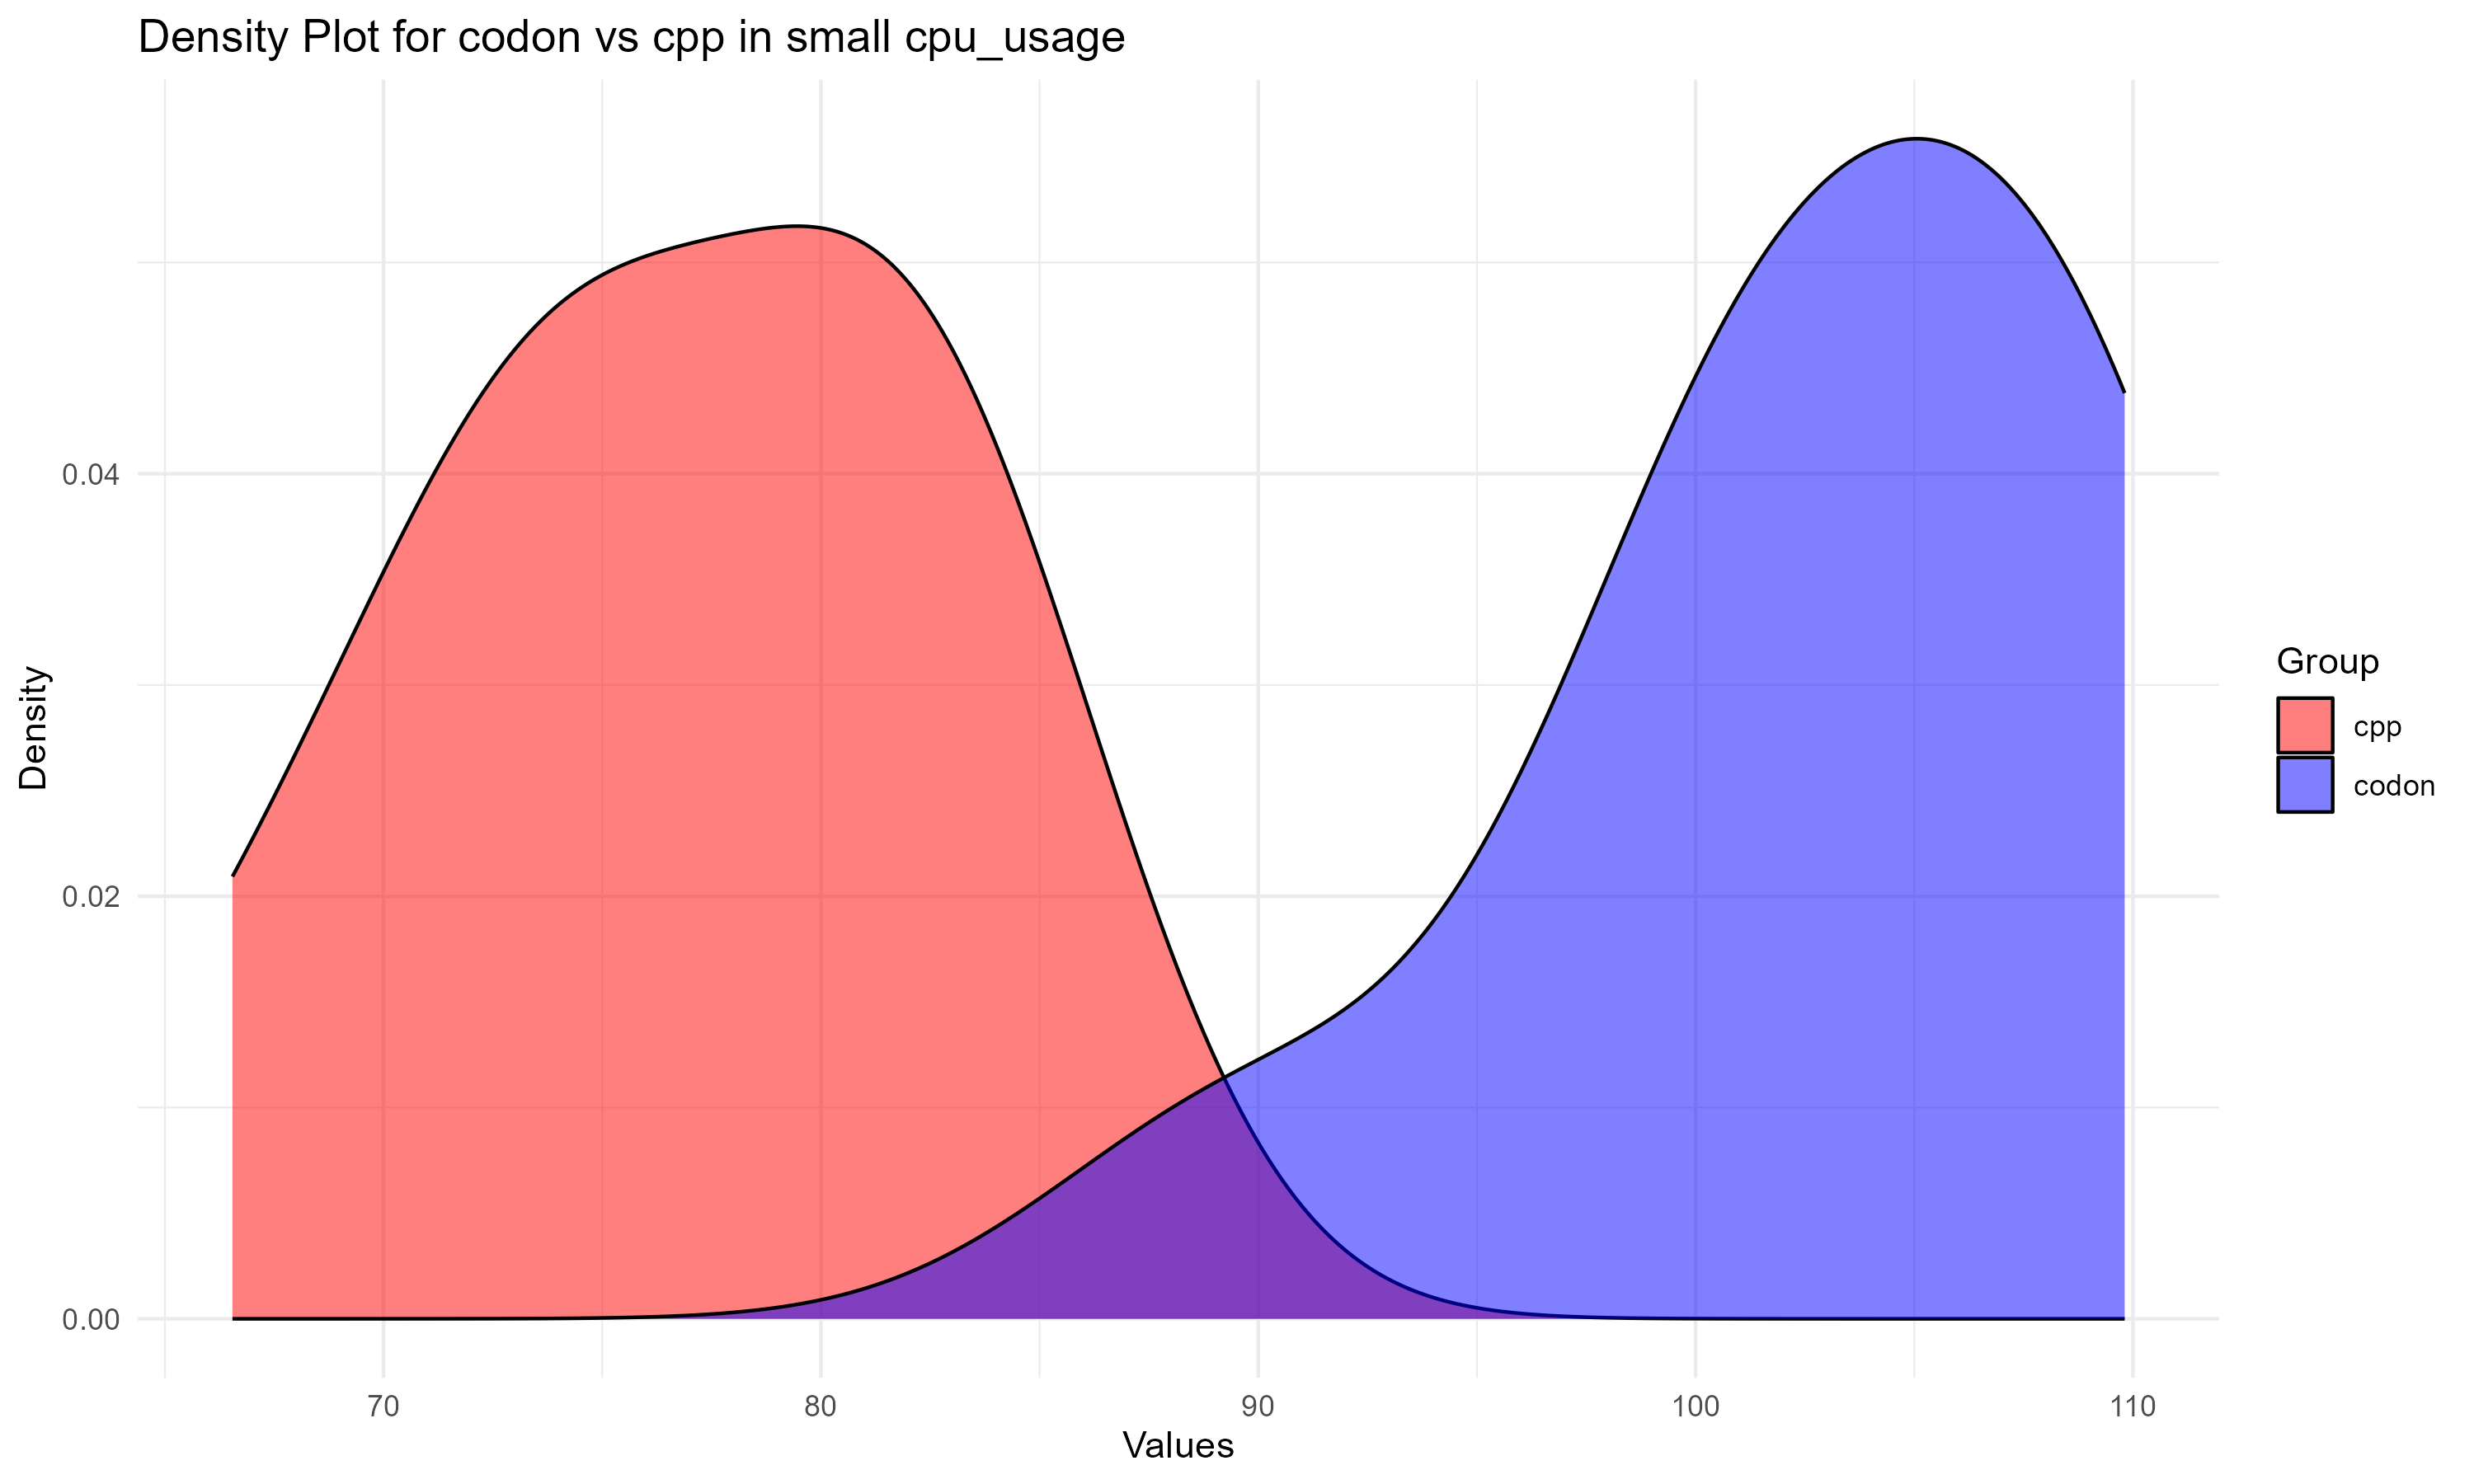 Density Plot for codon vs cpp in small cpu_usage
Density
0.04
0.02
0.00
70 80 90 100 110
Values
Group
cpp
codon